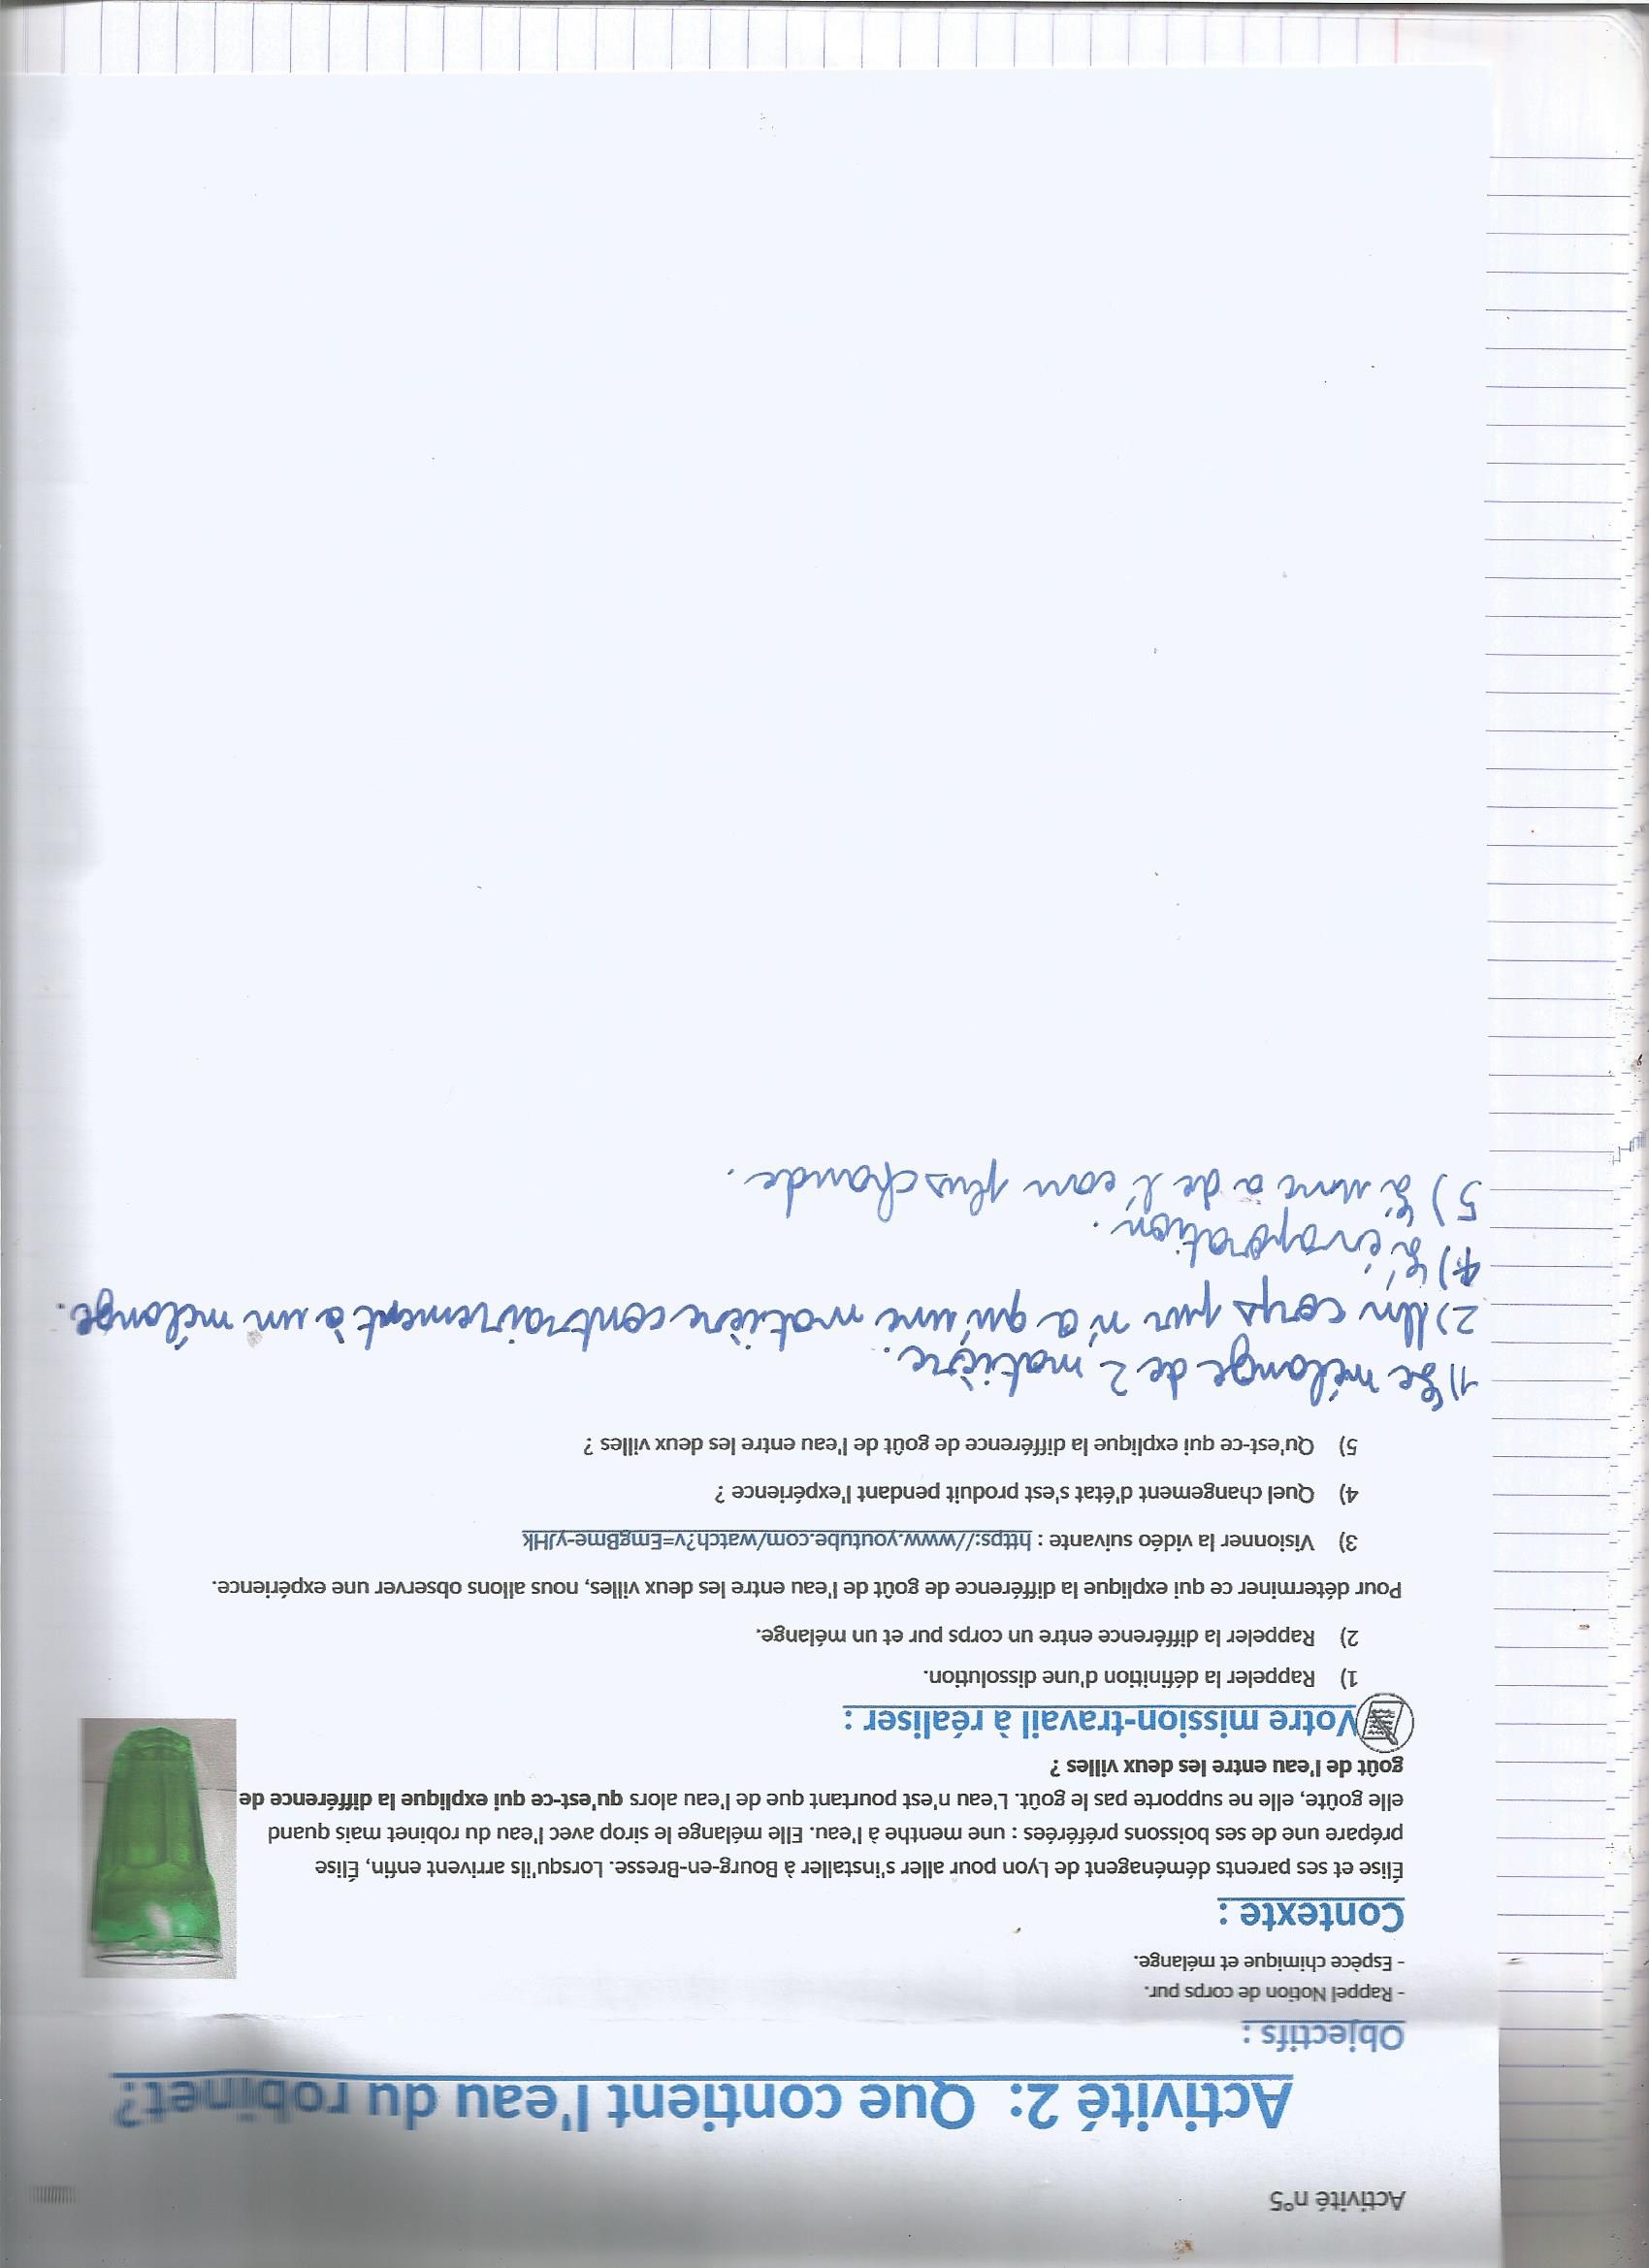 Activité n°5
Activité 2: Que contient l'eau du robinet?
Objectifs :
- Rappel Notion de corps pur.
- Espèce chimique et mélange.
Contexte :
Élise et ses parents déménagent de Lyon pour aller s'installer à Bourg-en-Bresse. Lorsqu'ils arrivent enfin, Élise
prépare une de ses boissons préférées : une menthe à l'eau. Elle mélange le sirop avec l'eau du robinet mais quand
elle goûte, elle ne supporte pas le goût. L'eau n'est pourtant que de l'eau alors qu'est-ce qui explique la différence de
goût de l'eau entre les deux villes ?
Votre mission-travail à réaliser :
1) Rappeler la définition d'une dissolution.
2) Rappeler la différence entre un corps pur et un mélange.
Pour déterminer ce qui explique la différence de goût de l'eau entre les deux villes, nous allons observer une expérience.
3) Visionner la vidéo suivante : https://www.youtube.com/watch?v=EmgBme-yJHk
4) Quel changement d'état s'est produit pendant l'expérience ?
5) Qu'est-ce qui explique la différence de goût de l'eau entre les deux villes ?
1) Le mélange de 2 matière.
2) Un corps pur n'a qu'une matière contrairement à un mélange.
4) L'évaporation.
5) L'une a de l'eau plus chaude.